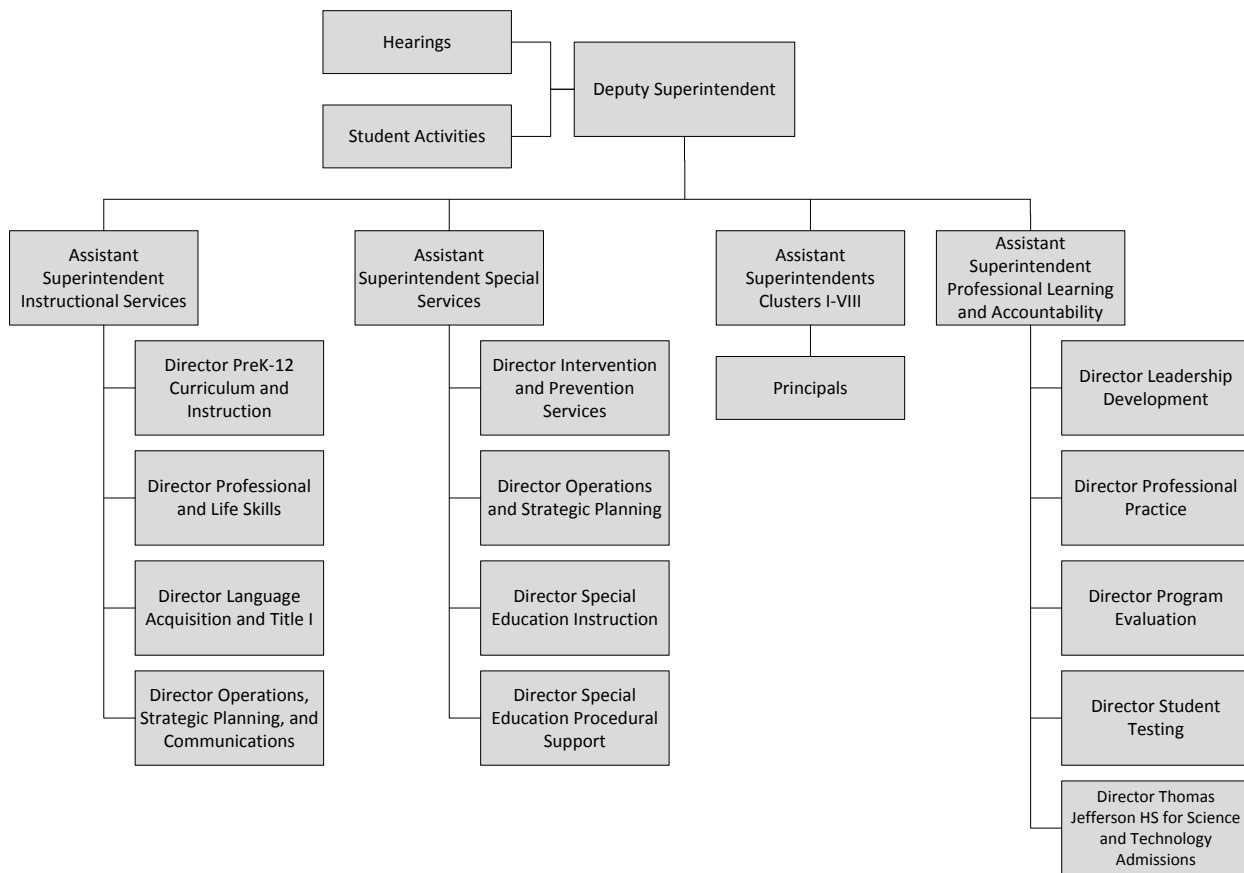 Hearings
Deputy Superintendent
Student Activities
Assistant
Superintendent
Instructional Services
Assistant
Superintendent Special
Services
Assistant
Superintendents
Clusters I-VIII
Assistant
Superintendent
Professional Learning
and Accountability
Director PreK-12
Curriculum and
Instruction
Director Professional
and Life Skills
Director Language
Acquisition and Title I
Director Operations,
Strategic Planning, and
Communications
Director Intervention
and Prevention
Services
Director Operations
and Strategic Planning
Director Special
Education Instruction
Director Special
Education Procedural
Support
Principals
Director Leadership
Development
Director Professional
Practice
Director Program
Evaluation
Director Student
Testing
Director Thomas
Jefferson HS for Science
and Technology
Admissions